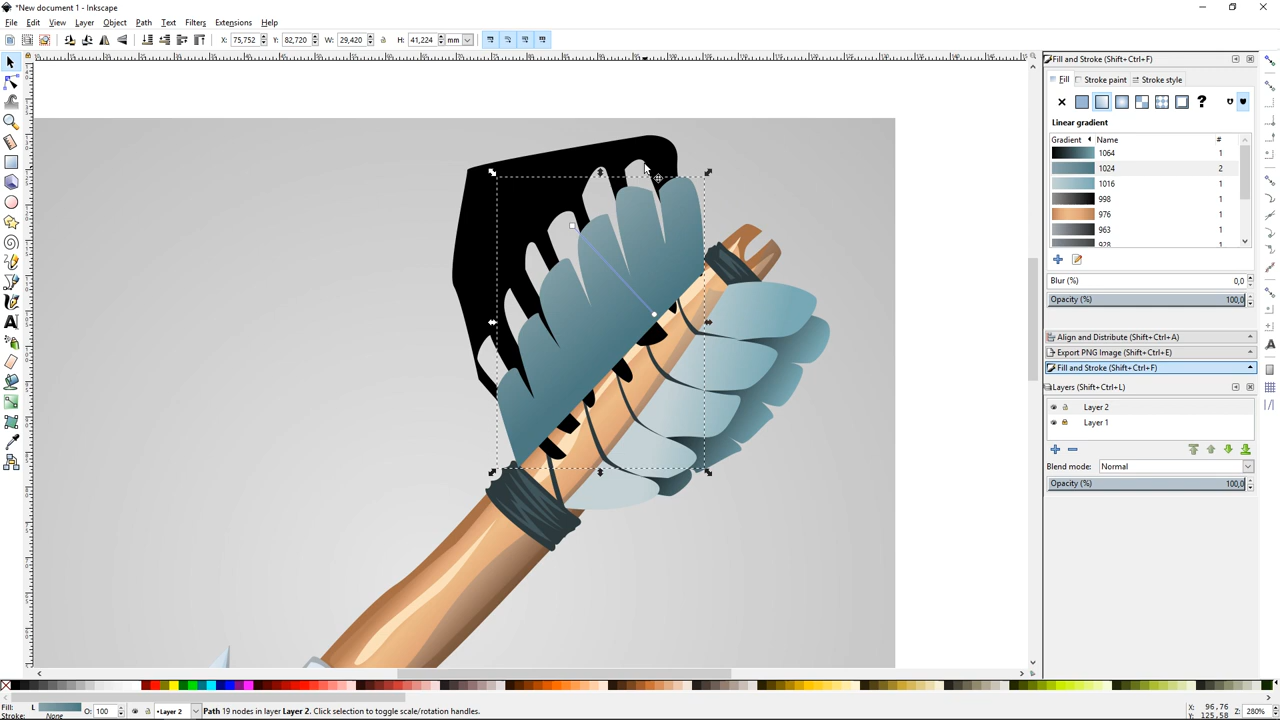 *New document 1 - Inkscape
File Edit View Layer Object Path Text Filters Extensions Help
X: 75,752 Y: 82,720 W: 29,420 H: 41,224 mm
Fill and Stroke (Shift+Ctrl+F)
Fill Stroke paint Stroke style
Linear gradient
Gradient Name #
1064 1
1024 2
1016 1
998 1
976 1
963 1
928 1
Blur (%) 0,0
Opacity (%) 100,0
Align and Distribute (Shift+Ctrl+A)
Export PNG Image (Shift+Ctrl+E)
Fill and Stroke (Shift+Ctrl+F)
Layers (Shift+Ctrl+L)
Layer 2
Layer 1
Blend mode: Normal
Opacity (%) 100,0
Fill: L O: 100 Layer 2 Path 19 nodes in layer Layer 2. Click selection to toggle scale/rotation handles. X: 96,76 Z: 280%
Stroke: None Y: 125,58